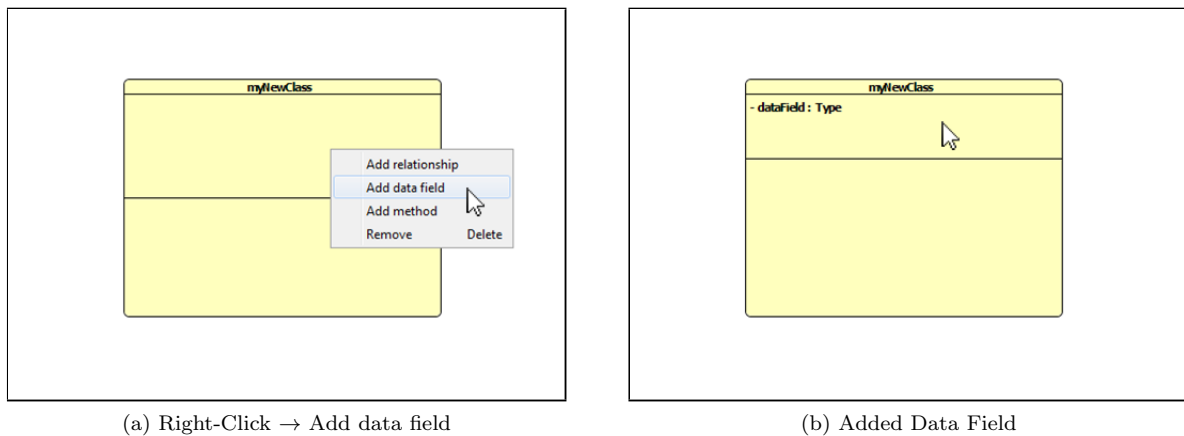 myNewClass
Add relationship
Add data field
Add method
Remove Delete
(a) Right-Click → Add data field
myNewClass
- dataField : Type
(b) Added Data Field